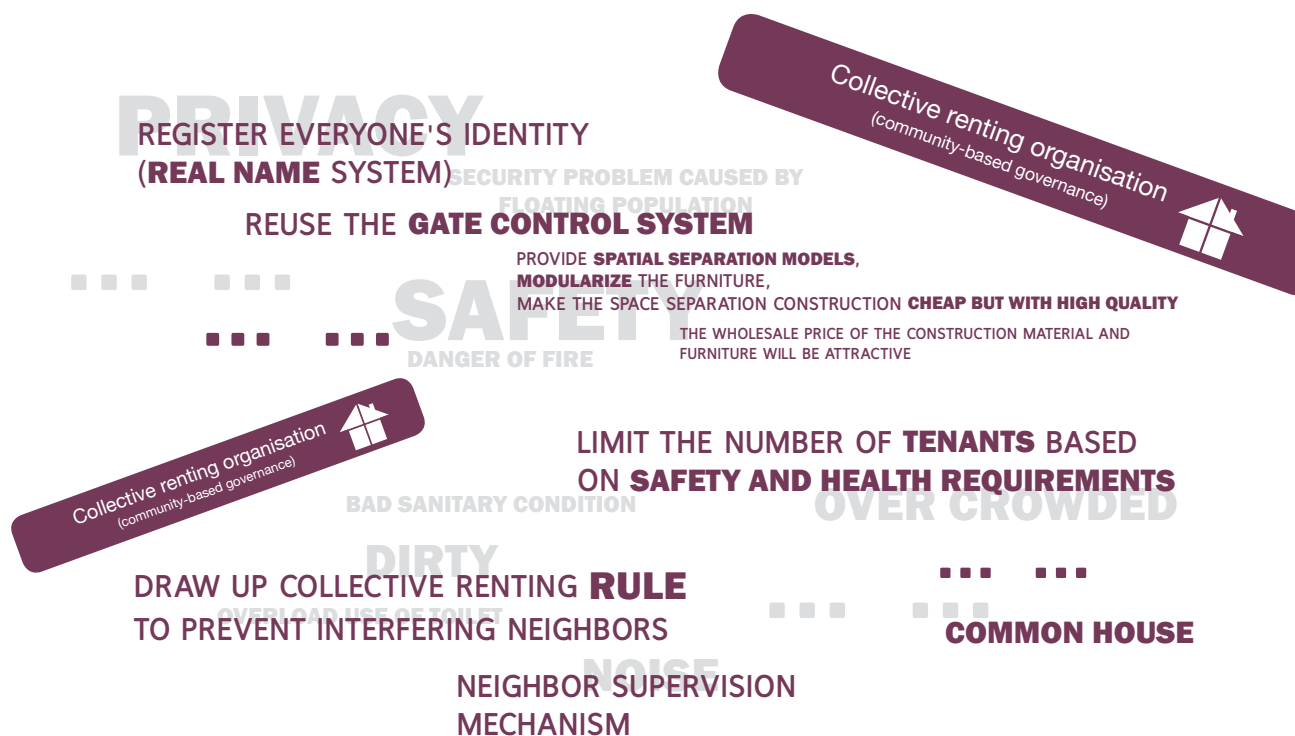 Collective renting organisation
(community-based governance)
PRIVACY
REGISTER EVERYONE'S IDENTITY
(REAL NAME SYSTEM)
SECURITY PROBLEM CAUSED BY
FLOATING POPULATION
REUSE THE GATE CONTROL SYSTEM
PROVIDE SPATIAL SEPARATION MODELS,
MODULARIZE THE FURNITURE,
MAKE THE SPACE SEPARATION CONSTRUCTION CHEAP BUT WITH HIGH QUALITY
... ...
SAFETY
... ...
THE WHOLESALE PRICE OF THE CONSTRUCTION MATERIAL AND
FURNITURE WILL BE ATTRACTIVE
DANGER OF FIRE
Collective renting organisation
(community-based governance)
LIMIT THE NUMBER OF TENANTS BASED
ON SAFETY AND HEALTH REQUIREMENTS
BAD SANITARY CONDITION
OVER CROWDED
DIRTY
DRAW UP COLLECTIVE RENTING RULE
... ...
OVERLOAD USE OF TOILET
... ...
TO PREVENT INTERFERING NEIGHBORS
COMMON HOUSE
NOISE
NEIGHBOR SUPERVISION
MECHANISM